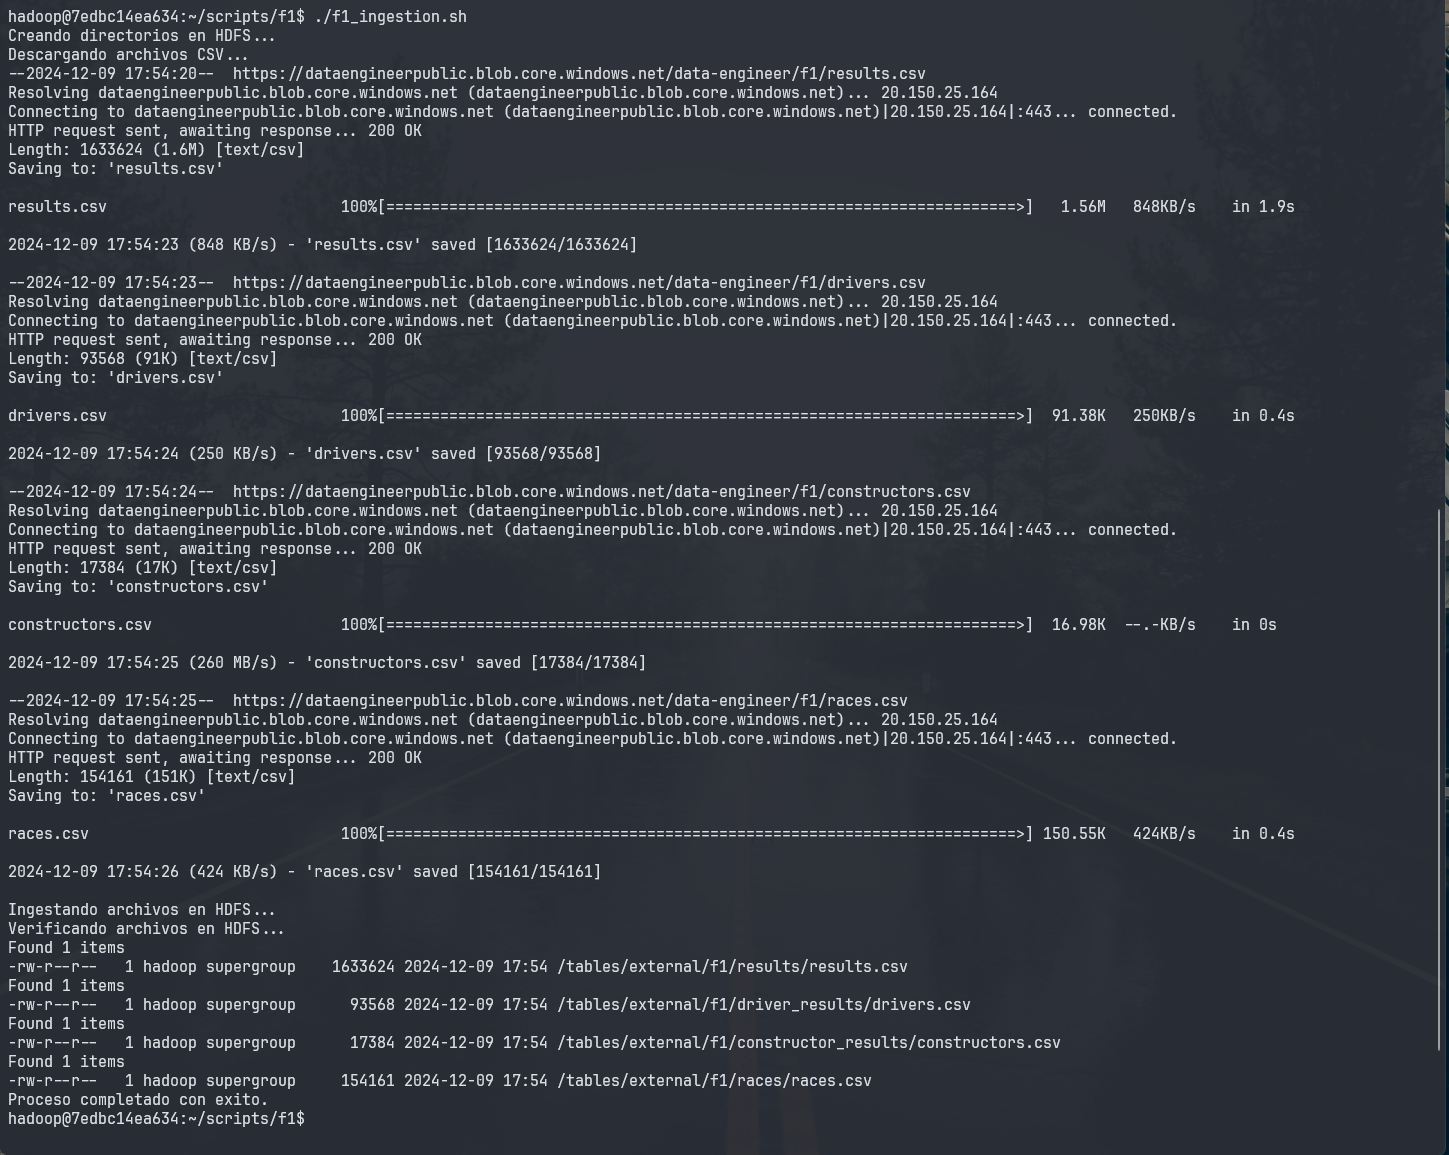 hadoop@7edbc14ea634:~/scripts/f1$ ./f1_ingestion.sh
Creando directorios en HDFS...
Descargando archivos CSV...
--2024-12-09 17:54:20--  https://dataengineerpublic.blob.core.windows.net/data-engineer/f1/results.csv
Resolving dataengineerpublic.blob.core.windows.net (dataengineerpublic.blob.core.windows.net)... 20.150.25.164
Connecting to dataengineerpublic.blob.core.windows.net (dataengineerpublic.blob.core.windows.net)|20.150.25.164|:443... connected.
HTTP request sent, awaiting response... 200 OK
Length: 1633624 (1.6M) [text/csv]
Saving to: 'results.csv'
results.csv                          100%[======================================================================>]   1.56M   848KB/s    in 1.9s
2024-12-09 17:54:23 (848 KB/s) - 'results.csv' saved [1633624/1633624]
--2024-12-09 17:54:23--  https://dataengineerpublic.blob.core.windows.net/data-engineer/f1/drivers.csv
Resolving dataengineerpublic.blob.core.windows.net (dataengineerpublic.blob.core.windows.net)... 20.150.25.164
Connecting to dataengineerpublic.blob.core.windows.net (dataengineerpublic.blob.core.windows.net)|20.150.25.164|:443... connected.
HTTP request sent, awaiting response... 200 OK
Length: 93568 (91K) [text/csv]
Saving to: 'drivers.csv'
drivers.csv                          100%[======================================================================>]  91.38K   250KB/s    in 0.4s
2024-12-09 17:54:24 (250 KB/s) - 'drivers.csv' saved [93568/93568]
--2024-12-09 17:54:24--  https://dataengineerpublic.blob.core.windows.net/data-engineer/f1/constructors.csv
Resolving dataengineerpublic.blob.core.windows.net (dataengineerpublic.blob.core.windows.net)... 20.150.25.164
Connecting to dataengineerpublic.blob.core.windows.net (dataengineerpublic.blob.core.windows.net)|20.150.25.164|:443... connected.
HTTP request sent, awaiting response... 200 OK
Length: 17384 (17K) [text/csv]
Saving to: 'constructors.csv'
constructors.csv                     100%[======================================================================>]  16.98K  --.-KB/s    in 0s
2024-12-09 17:54:25 (260 MB/s) - 'constructors.csv' saved [17384/17384]
--2024-12-09 17:54:25--  https://dataengineerpublic.blob.core.windows.net/data-engineer/f1/races.csv
Resolving dataengineerpublic.blob.core.windows.net (dataengineerpublic.blob.core.windows.net)... 20.150.25.164
Connecting to dataengineerpublic.blob.core.windows.net (dataengineerpublic.blob.core.windows.net)|20.150.25.164|:443... connected.
HTTP request sent, awaiting response... 200 OK
Length: 154161 (151K) [text/csv]
Saving to: 'races.csv'
races.csv                            100%[======================================================================>] 150.55K   424KB/s    in 0.4s
2024-12-09 17:54:26 (424 KB/s) - 'races.csv' saved [154161/154161]
Ingestando archivos en HDFS...
Verificando archivos en HDFS...
Found 1 items
-rw-r--r--   1 hadoop supergroup    1633624 2024-12-09 17:54 /tables/external/f1/results/results.csv
Found 1 items
-rw-r--r--   1 hadoop supergroup      93568 2024-12-09 17:54 /tables/external/f1/driver_results/drivers.csv
Found 1 items
-rw-r--r--   1 hadoop supergroup      17384 2024-12-09 17:54 /tables/external/f1/constructor_results/constructors.csv
Found 1 items
-rw-r--r--   1 hadoop supergroup     154161 2024-12-09 17:54 /tables/external/f1/races/races.csv
Proceso completado con exito.
hadoop@7edbc14ea634:~/scripts/f1$